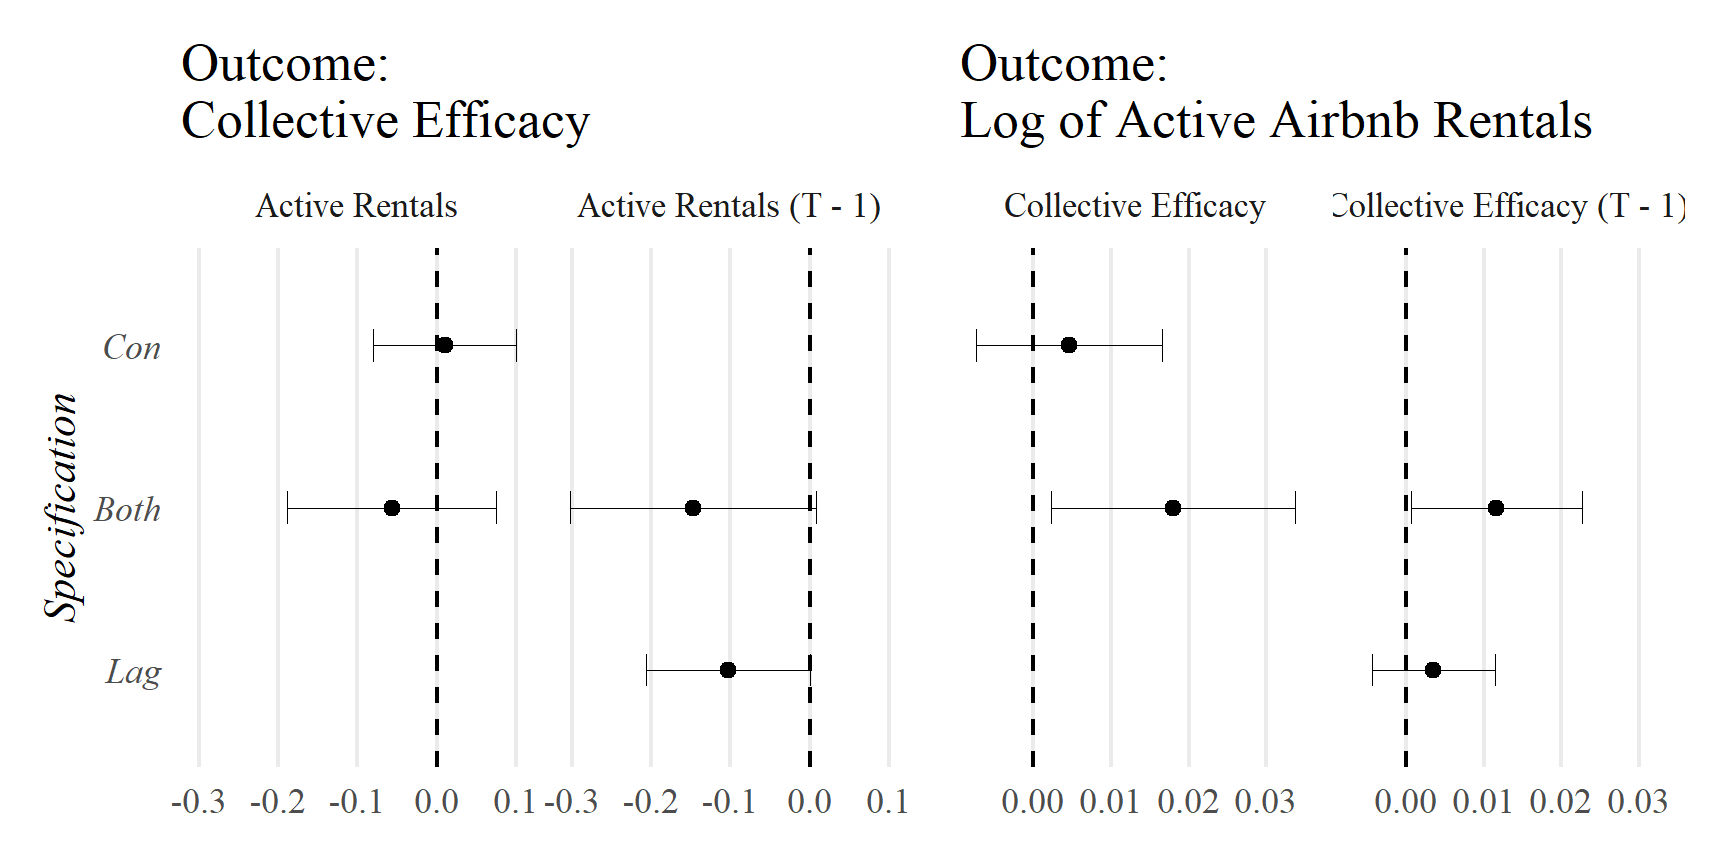 Outcome:
Collective Efficacy
Outcome:
Log of Active Airbnb Rentals
Active Rentals
Active Rentals (T - 1)
Collective Efficacy
Collective Efficacy (T - 1)
Specification
Con
Both
Lag
-0.3 -0.2 -0.1 0.0 0.1
-0.3 -0.2 -0.1 0.0 0.1
0.00 0.01 0.02 0.03
0.00 0.01 0.02 0.03